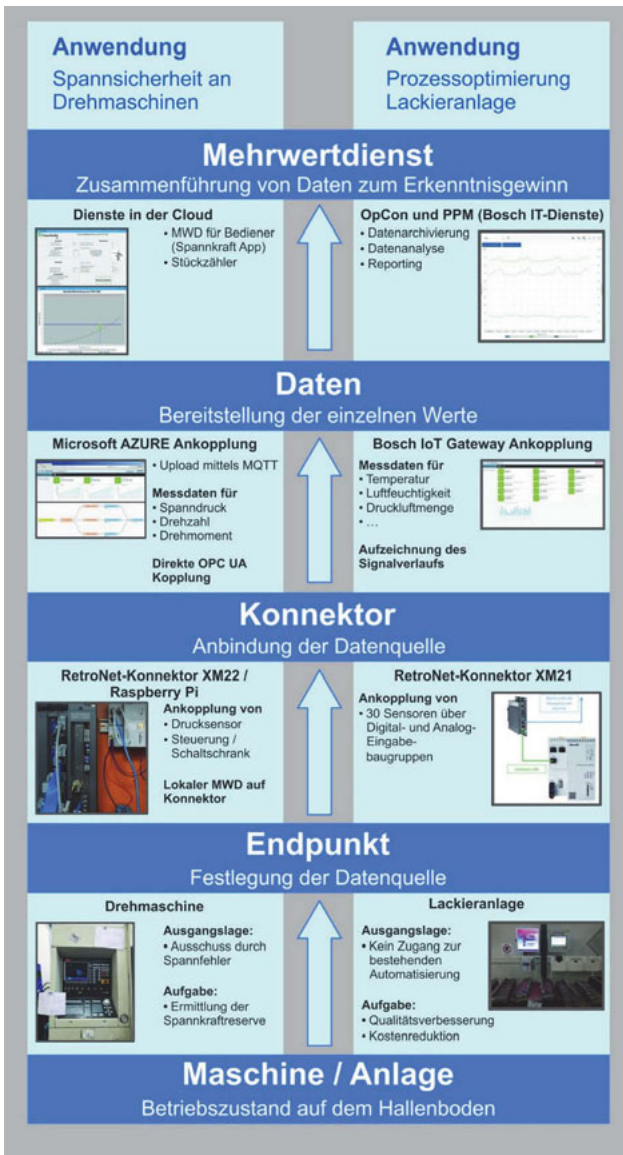 Anwendung
Spannsicherheit an
Drehmaschinen
Anwendung
Prozessoptimierung
Lackieranlage
Mehrwertdienst
Zusammenführung von Daten zum Erkenntnisgewinn
Dienste in der Cloud
• MWD für Bediener
(Spannkraft App)
• Stückzähler
OpCon und PPM (Bosch IT-Dienste)
• Datenarchivierung
• Datenanalyse
• Reporting
Daten
Bereitstellung der einzelnen Werte
Microsoft AZURE Ankopplung
• Upload mittels MQTT
Messdaten für
• Spanndruck
• Drehzahl
• Drehmoment
Direkte OPC UA
Kopplung
Bosch IoT Gateway Ankopplung
Messdaten für
• Temperatur
• Luftfeuchtigkeit
• Druckluftmenge
• ...
Aufzeichnung des
Signalverlaufs
Konnektor
Anbindung der Datenquelle
RetroNet-Konnektor XM22 /
Raspberry Pi
Ankopplung von
• Drucksensor
• Steuerung /
Schaltschrank
Lokaler MWD auf
Konnektor
RetroNet-Konnektor XM21
Ankopplung von
• 30 Sensoren über
Digital- und Analog-
Eingabe-
baugruppen
Endpunkt
Festlegung der Datenquelle
Drehmaschine
Ausgangslage:
• Ausschuss durch
Spannfehler
Aufgabe:
• Ermittlung der
Spannkraftreserve
Lackieranlage
Ausgangslage:
• Kein Zugang zur
bestehenden
Automatisierung
Aufgabe:
• Qualitätsverbesserung
• Kostenreduktion
Maschine / Anlage
Betriebszustand auf dem Hallenboden